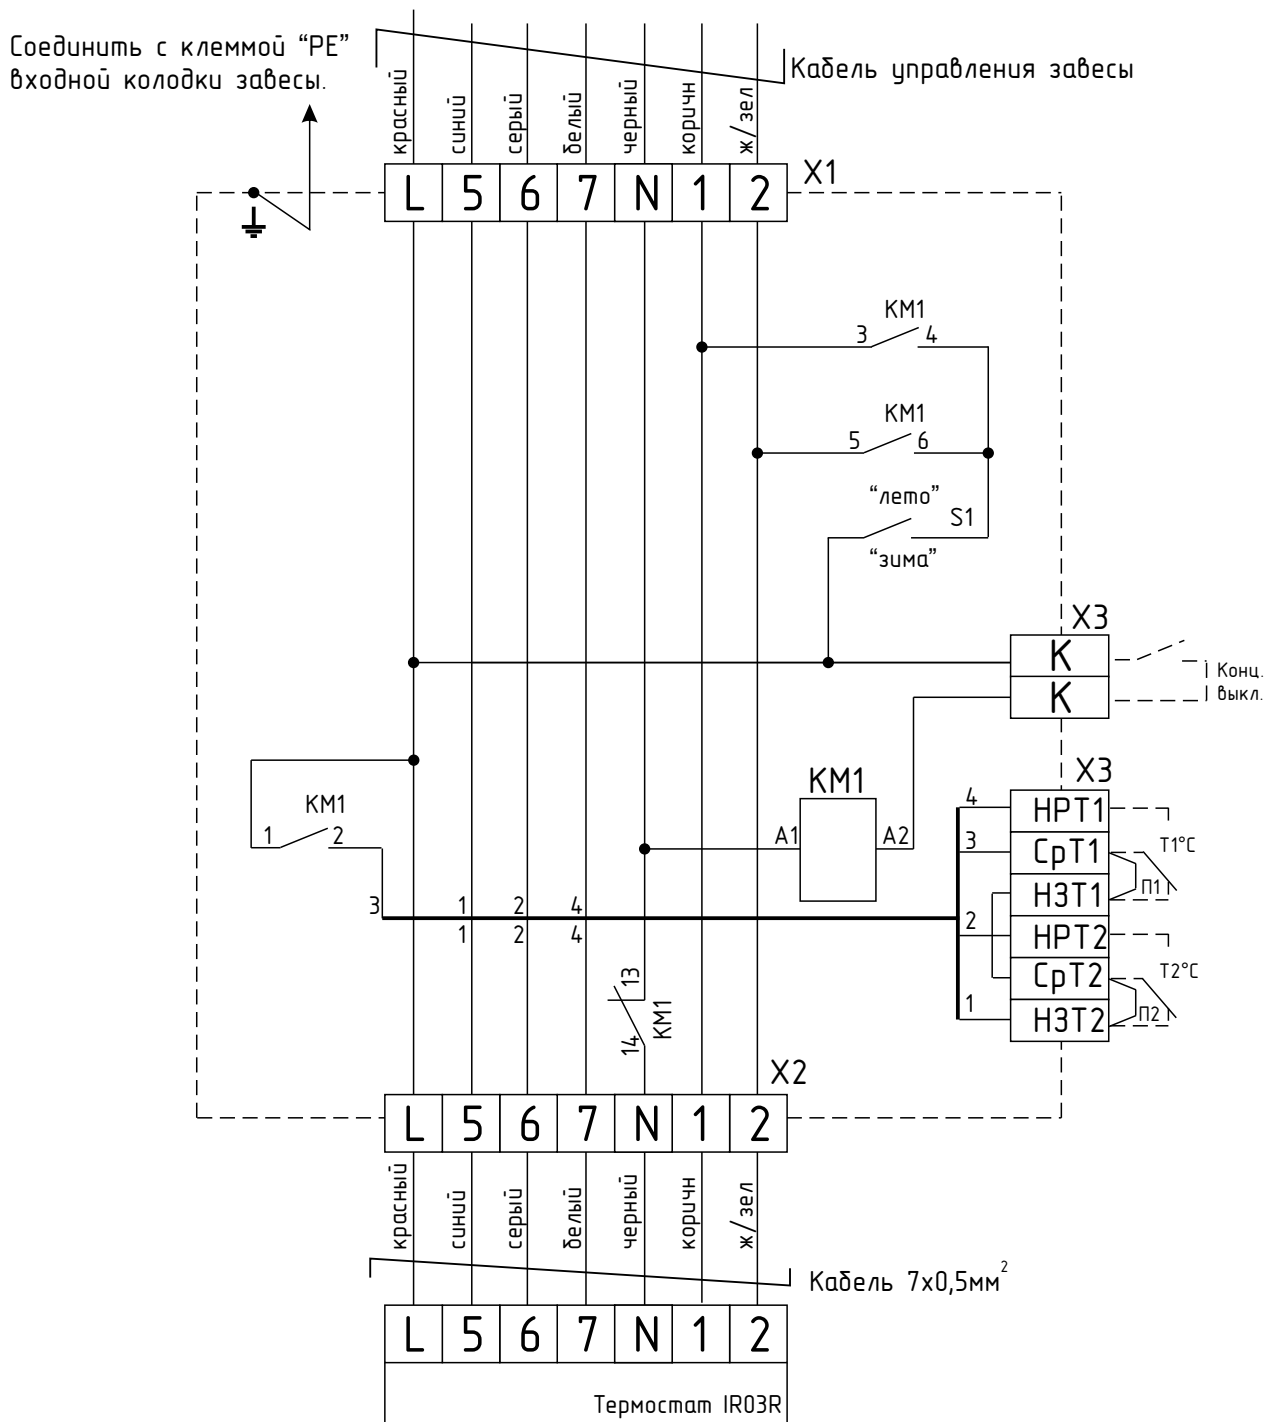 Соединить с клеммой “PE”
входной колодки завесы.
Кабель управления завесы
красный
синий
серый
белый
черный
коричн
ж/зел
L 5 6 7 N 1 2
X1
KM1
3 4
KM1
5 6
“лето”
S1
“зима”
X3
K
K
Конц.
выкл.
KM1
1 2
KM1
A1 A2
X3
4 НРТ1
T1°C
3 СрТ1
П1
НЗТ1
2 НРТ2
T2°C
СрТ2
П2
1 НЗТ2
3 1 2 4
1 2 4
13
14
KM1
X2
L 5 6 7 N 1 2
красный
синий
серый
белый
черный
коричн
ж/зел
Кабель 7х0,5мм²
L 5 6 7 N 1 2
Термостат IR03R